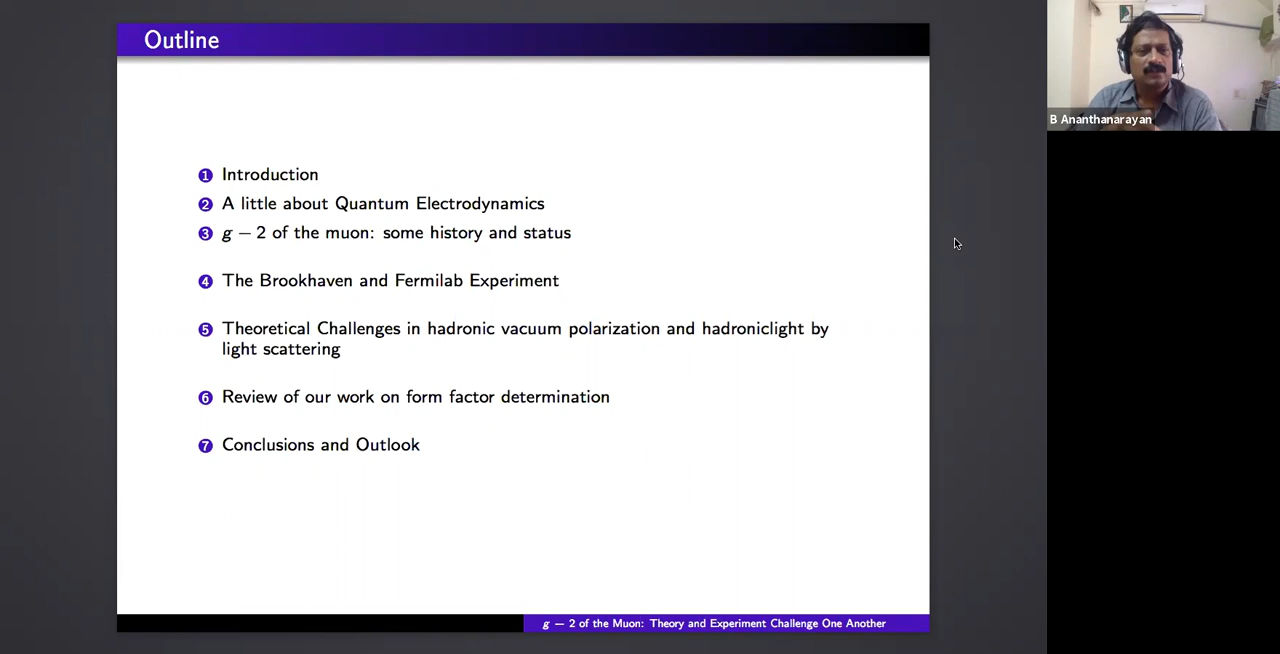 Outline
1 Introduction
2 A little about Quantum Electrodynamics
3 g − 2 of the muon: some history and status
4 The Brookhaven and Fermilab Experiment
5 Theoretical Challenges in hadronic vacuum polarization and hadroniclight by
light scattering
6 Review of our work on form factor determination
7 Conclusions and Outlook
g − 2 of the Muon: Theory and Experiment Challenge One Another
B Ananthanarayan